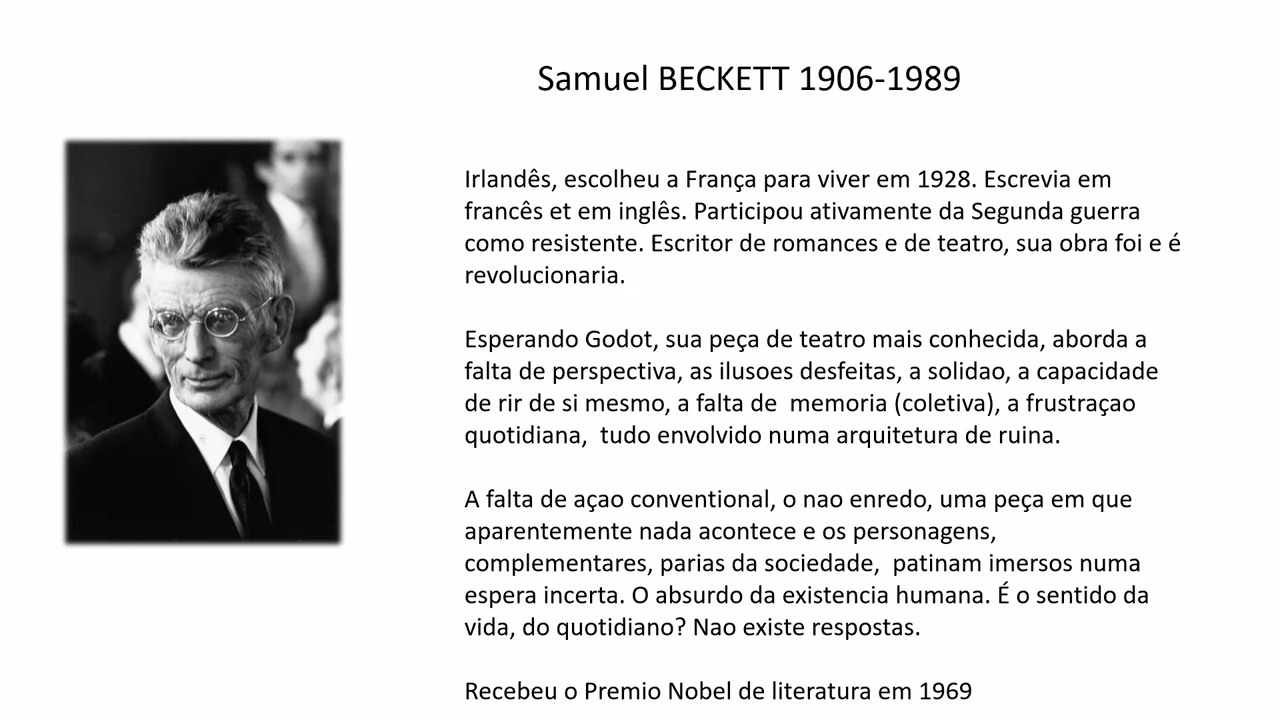 Samuel BECKETT 1906-1989
Irlandês, escolheu a França para viver em 1928. Escrevia em
francês et em inglês. Participou ativamente da Segunda guerra
como resistente. Escritor de romances e de teatro, sua obra foi e é
revolucionaria.
Esperando Godot, sua peça de teatro mais conhecida, aborda a
falta de perspectiva, as ilusoes desfeitas, a solidao, a capacidade
de rir de si mesmo, a falta de  memoria (coletiva), a frustraçao
quotidiana,  tudo envolvido numa arquitetura de ruina.
A falta de açao conventional, o nao enredo, uma peça em que
aparentemente nada acontece e os personagens,
complementares, parias da sociedade,  patinam imersos numa
espera incerta. O absurdo da existencia humana. É o sentido da
vida, do quotidiano? Nao existe respostas.
Recebeu o Premio Nobel de literatura em 1969